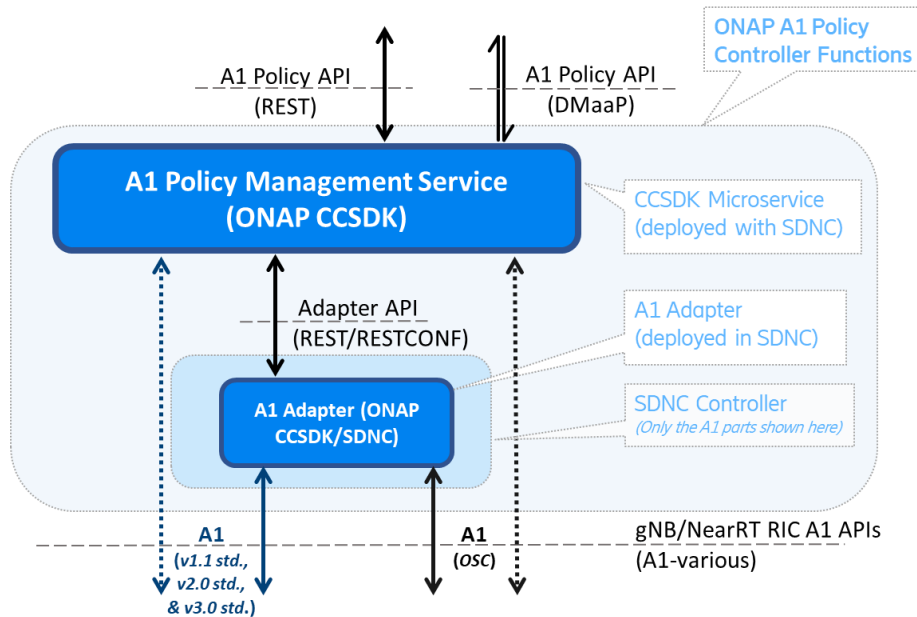 ONAP A1 Policy
Controller Functions
A1 Policy API
(REST)
A1 Policy API
(DMaaP)
A1 Policy Management Service
(ONAP CCSDK)
CCSDK Microservice
(deployed with SDNC)
Adapter API
(REST/RESTCONF)
A1 Adapter
(deployed in SDNC)
A1 Adapter (ONAP
CCSDK/SDNC)
SDNC Controller
(Only the A1 parts shown here)
A1
(v1.1 std.,
v2.0 std.,
& v3.0 std.)
A1
(OSC)
gNB/NearRT RIC A1 APIs
(A1-various)